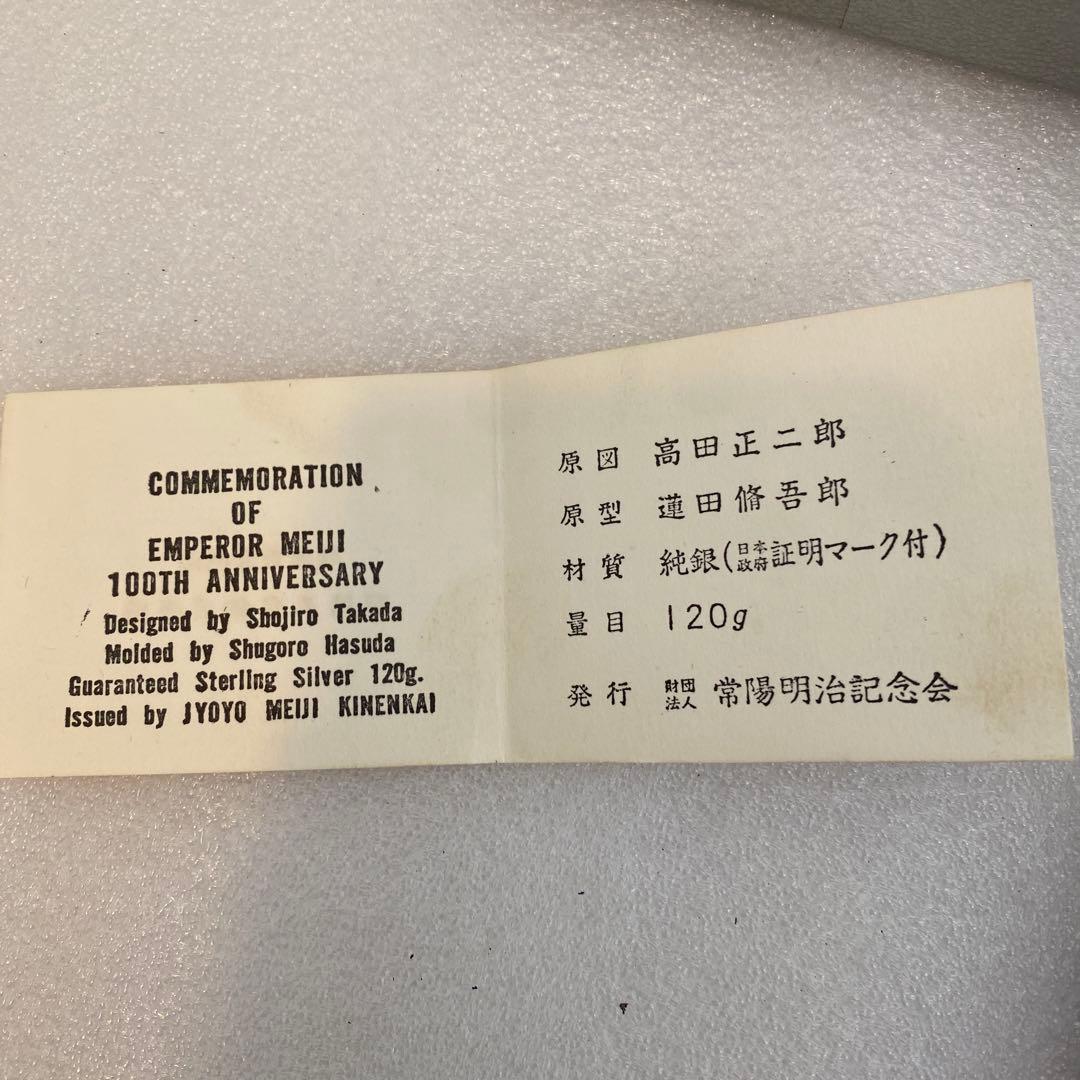 COMMEMORATION
OF
EMPEROR MEIJI
100TH ANNIVERSARY
Designed by Shojiro Takada
Molded by Shugoro Hasuda
Guaranteed Sterling Silver 120g.
Issued by JYOYO MEIJI KINENKAI
原図 高田正二郎
原型 蓮田脩吾郎
材質 純銀(日本政府証明マーク付)
量目 120g
発行 財団法人 常陽明治記念会